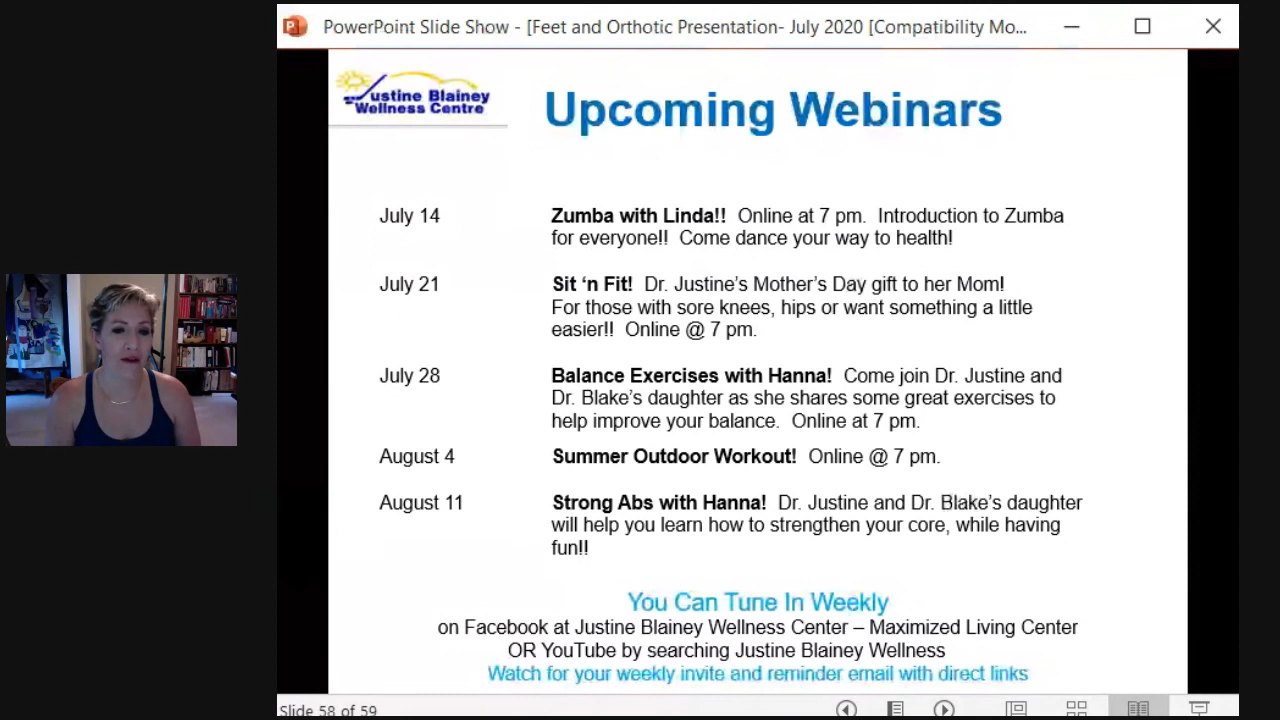 PowerPoint Slide Show - [Feet and Orthotic Presentation- July 2020 [Compatibility Mo...
Justine Blainey
Wellness Centre
Upcoming Webinars
July 14
Zumba with Linda!! Online at 7 pm. Introduction to Zumba
for everyone!! Come dance your way to health!
July 21
Sit ‘n Fit! Dr. Justine’s Mother’s Day gift to her Mom!
For those with sore knees, hips or want something a little
easier!! Online @ 7 pm.
July 28
Balance Exercises with Hanna! Come join Dr. Justine and
Dr. Blake’s daughter as she shares some great exercises to
help improve your balance. Online at 7 pm.
August 4
Summer Outdoor Workout! Online @ 7 pm.
August 11
Strong Abs with Hanna! Dr. Justine and Dr. Blake’s daughter
will help you learn how to strengthen your core, while having
fun!!
You Can Tune In Weekly
on Facebook at Justine Blainey Wellness Center – Maximized Living Center
OR YouTube by searching Justine Blainey Wellness
Watch for your weekly invite and reminder email with direct links
Slide 58 of 59